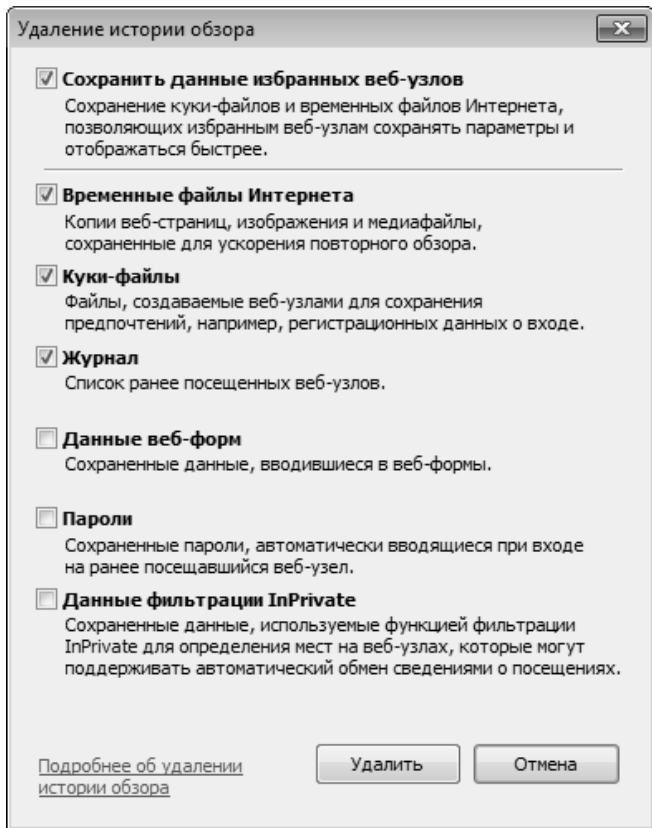 Удаление истории обзора
Сохранить данные избранных веб-узлов
Сохранение куки-файлов и временных файлов Интернета,
позволяющих избранным веб-узлам сохранять параметры и
отображаться быстрее.
Временные файлы Интернета
Копии веб-страниц, изображения и медиафайлы,
сохраненные для ускорения повторного обзора.
Куки-файлы
Файлы, создаваемые веб-узлами для сохранения
предпочтений, например, регистрационных данных о входе.
Журнал
Список ранее посещенных веб-узлов.
Данные веб-форм
Сохраненные данные, вводившиеся в веб-формы.
Пароли
Сохраненные пароли, автоматически вводящиеся при входе
на ранее посещавшийся веб-узел.
Данные фильтрации InPrivate
Сохраненные данные, используемые функцией фильтрации
InPrivate для определения мест на веб-узлах, которые могут
поддерживать автоматический обмен сведениями о посещениях.
Подробнее об удалении
истории обзора
Удалить
Отмена